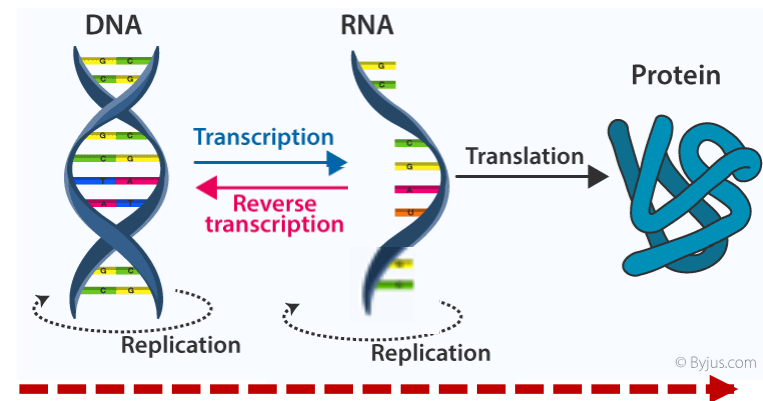 DNA
RNA
Protein
G C
C G
G C
C G
T A
A T
G C
C G
G
C
C
G
A
U
G
Transcription
Reverse
transcription
Translation
Replication
Replication
© Byjus.com